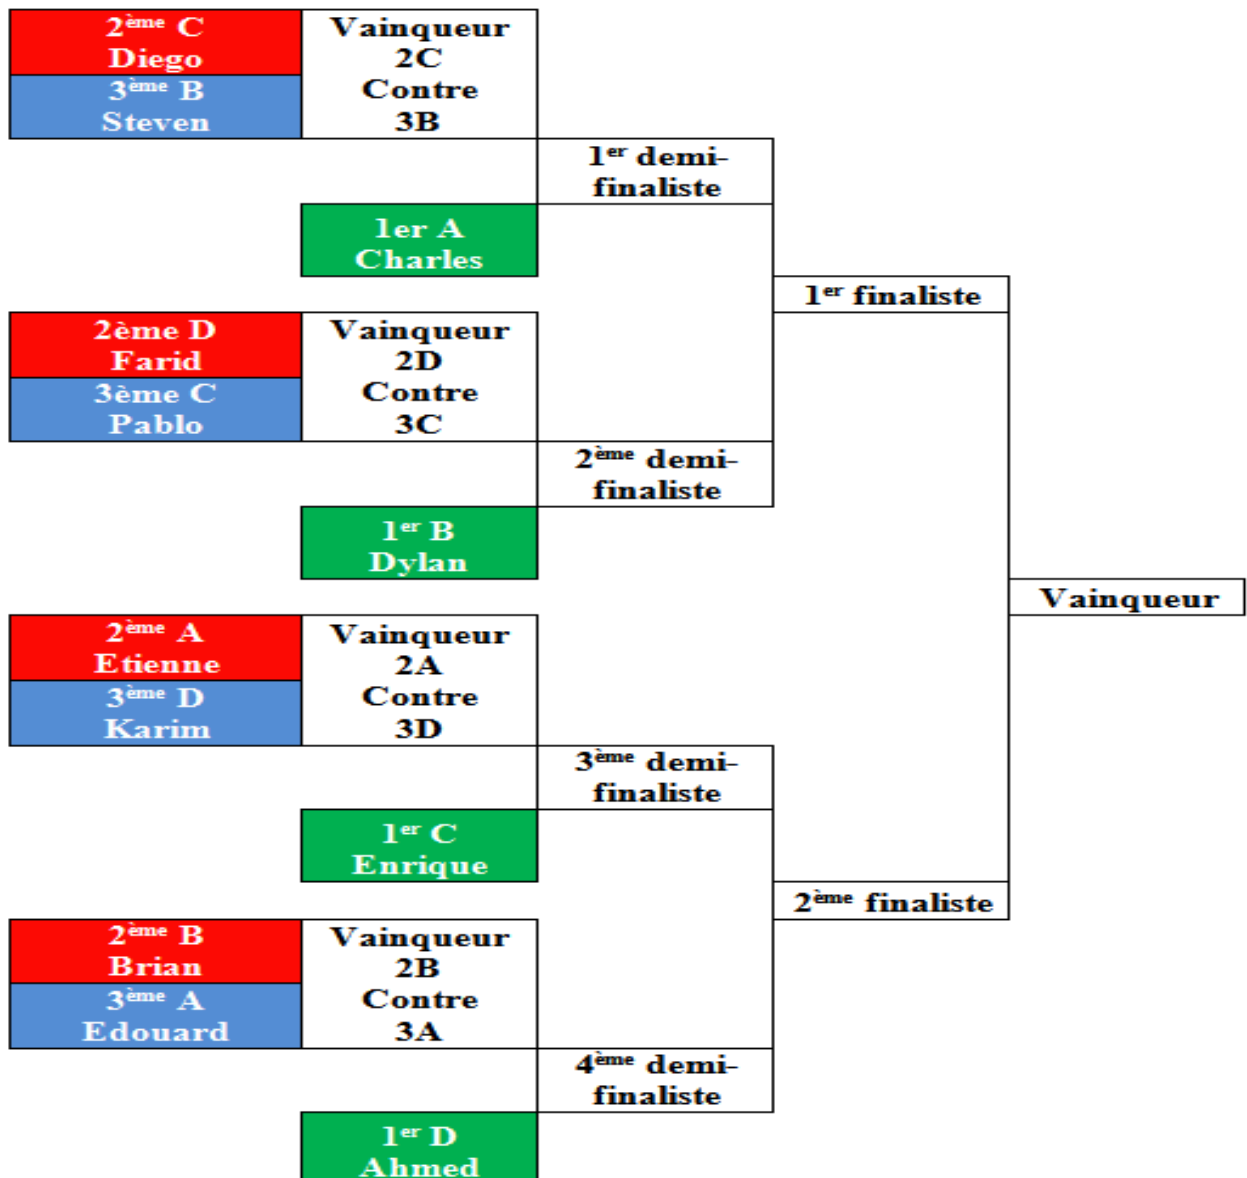 2ème C
Diego
3ème B
Steven
Vainqueur
2C
Contre
3B
1er demi-
finaliste
1er A
Charles
1er finaliste
2ème D
Farid
3ème C
Pablo
Vainqueur
2D
Contre
3C
2ème demi-
finaliste
1er B
Dylan
Vainqueur
2ème A
Etienne
3ème D
Karim
Vainqueur
2A
Contre
3D
3ème demi-
finaliste
1er C
Enrique
2ème finaliste
2ème B
Brian
3ème A
Edouard
Vainqueur
2B
Contre
3A
4ème demi-
finaliste
1er D
Ahmed